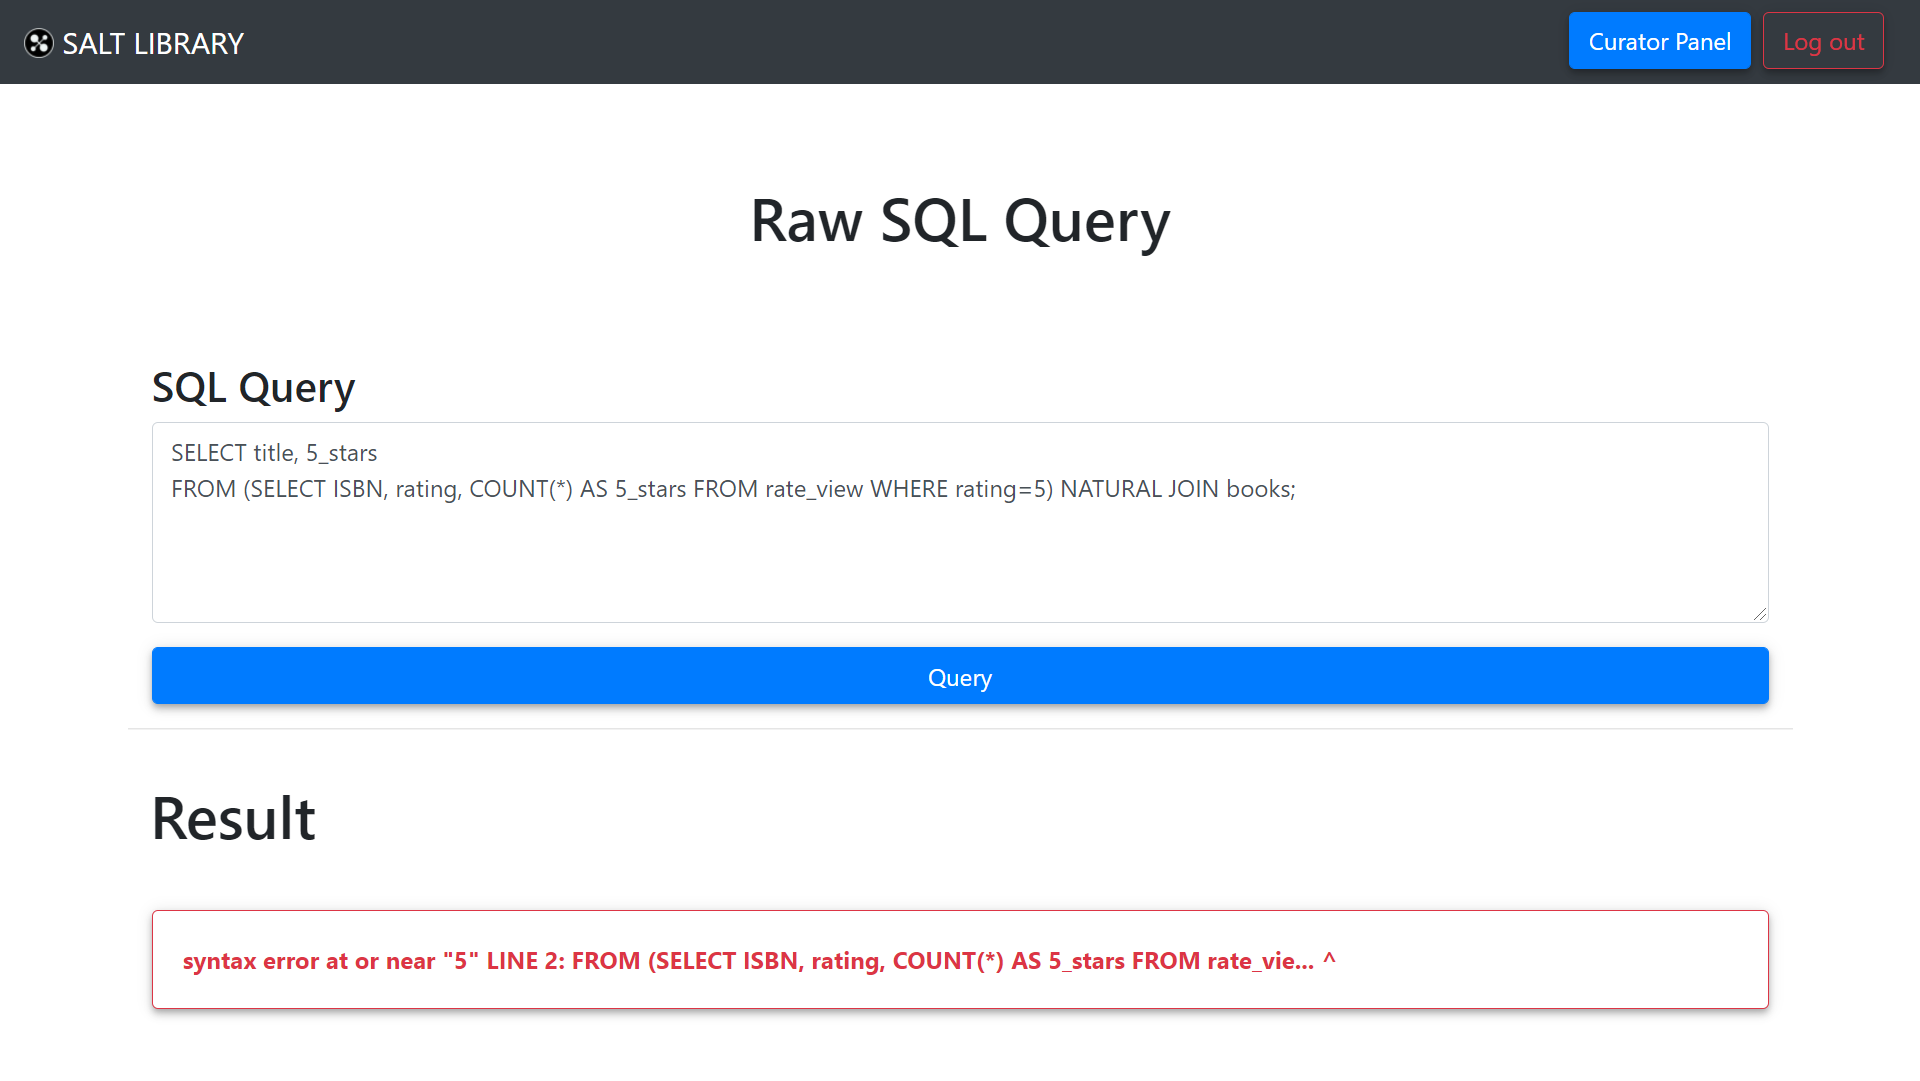 SALT LIBRARY
Curator Panel
Log out
Raw SQL Query
SQL Query
SELECT title, 5_stars
FROM (SELECT ISBN, rating, COUNT(*) AS 5_stars FROM rate_view WHERE rating=5) NATURAL JOIN books;
Query
Result
syntax error at or near "5" LINE 2: FROM (SELECT ISBN, rating, COUNT(*) AS 5_stars FROM rate_vie... ^